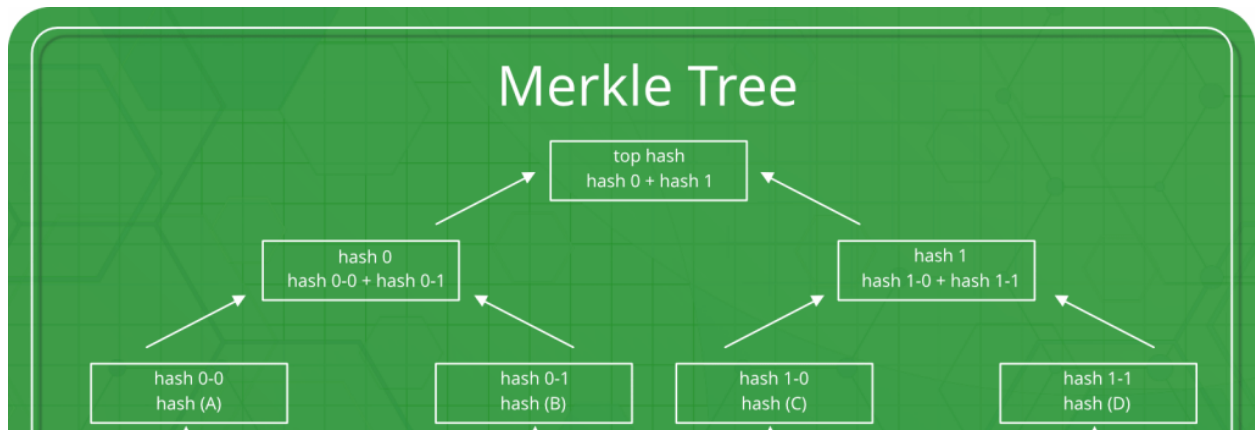 Merkle Tree
top hash
hash 0 + hash 1
hash 0
hash 0-0 + hash 0-1
hash 1
hash 1-0 + hash 1-1
hash 0-0
hash (A)
hash 0-1
hash (B)
hash 1-0
hash (C)
hash 1-1
hash (D)